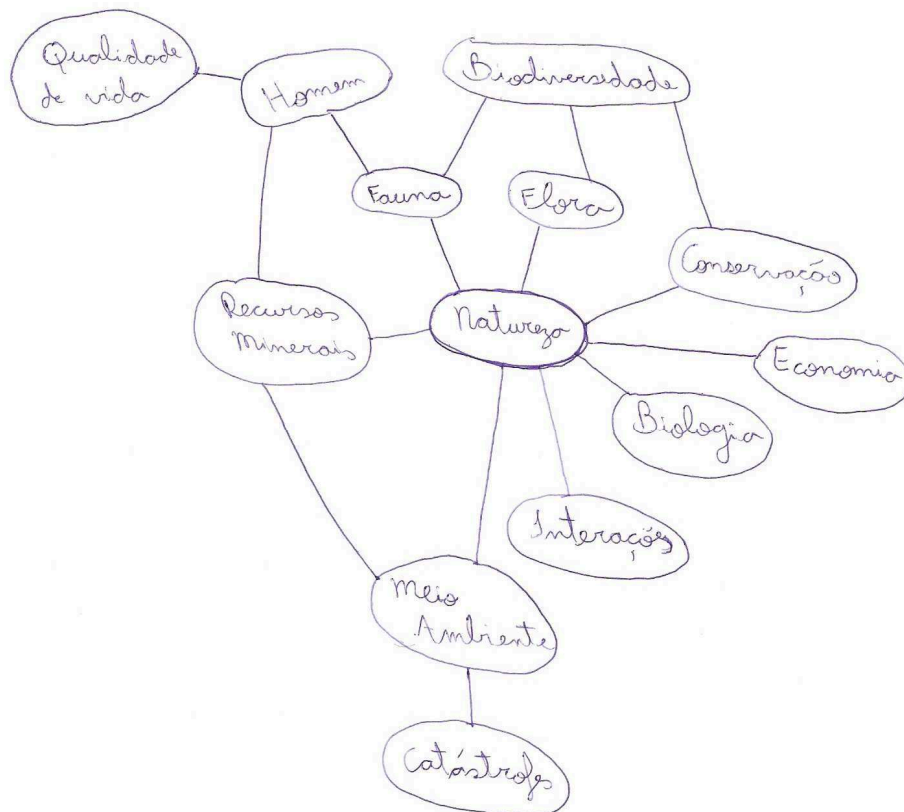 Qualidade
de vida
Homem
Biodiversidade
Fauna
Flora
Conservação
Recursos
Minerais
Natureza
Economia
Biologia
Interações
Meio
Ambiente
Catástrofes